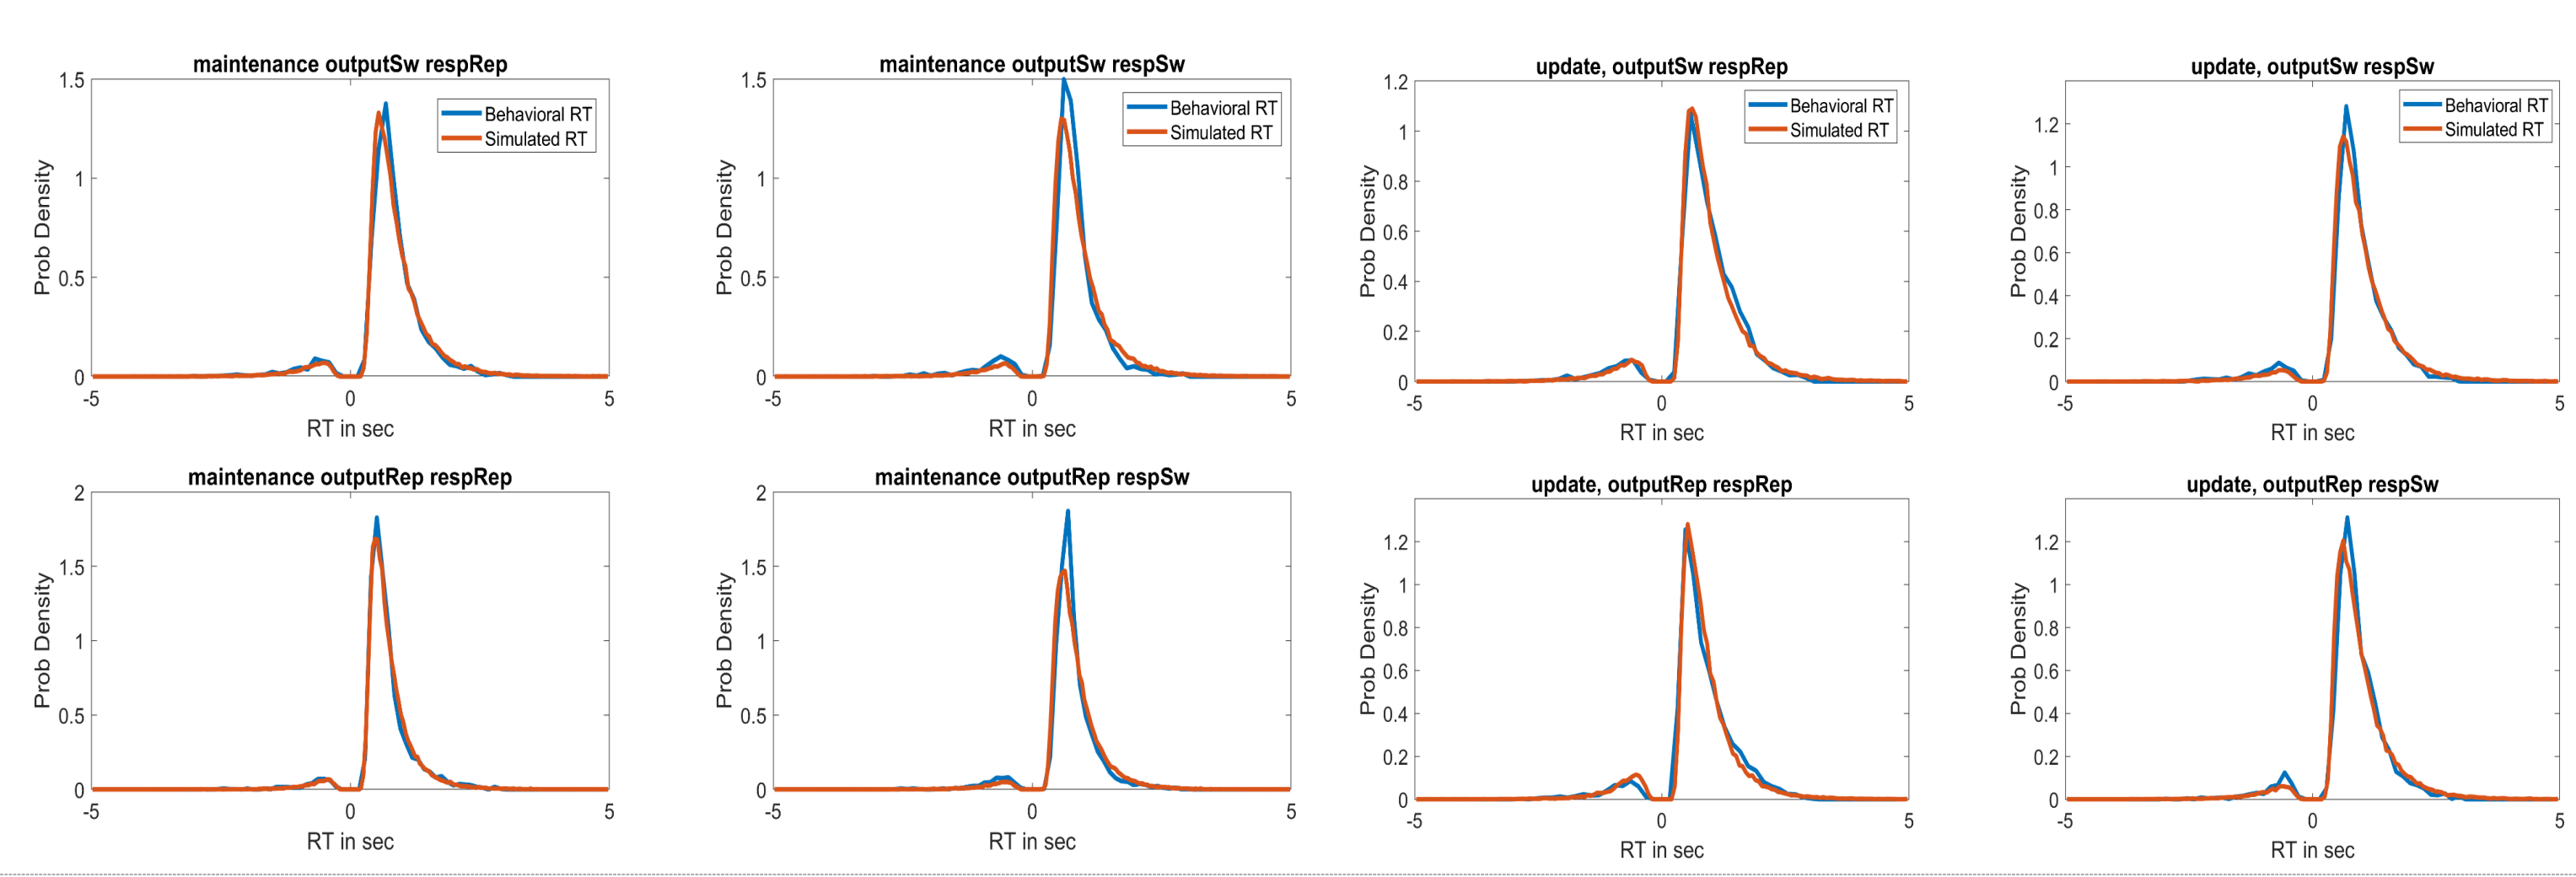 maintenance outputSw respRep
1.5
1
0.5
0
Prob Density
Behavioral RT
Simulated RT
-5
0
5
RT in sec
maintenance outputSw respSw
1.5
1
0.5
0
Prob Density
Behavioral RT
Simulated RT
-5
0
5
RT in sec
update, outputSw respRep
1.2
1
0.8
0.6
0.4
0.2
0
Prob Density
Behavioral RT
Simulated RT
-5
0
5
RT in sec
update, outputSw respSw
1.2
1
0.8
0.6
0.4
0.2
0
Prob Density
Behavioral RT
Simulated RT
-5
0
5
RT in sec
maintenance outputRep respRep
2
1.5
1
0.5
0
Prob Density
-5
0
5
RT in sec
maintenance outputRep respSw
2
1.5
1
0.5
0
Prob Density
-5
0
5
RT in sec
update, outputRep respRep
1.2
1
0.8
0.6
0.4
0.2
0
Prob Density
-5
0
5
RT in sec
update, outputRep respSw
1.2
1
0.8
0.6
0.4
0.2
0
Prob Density
-5
0
5
RT in sec